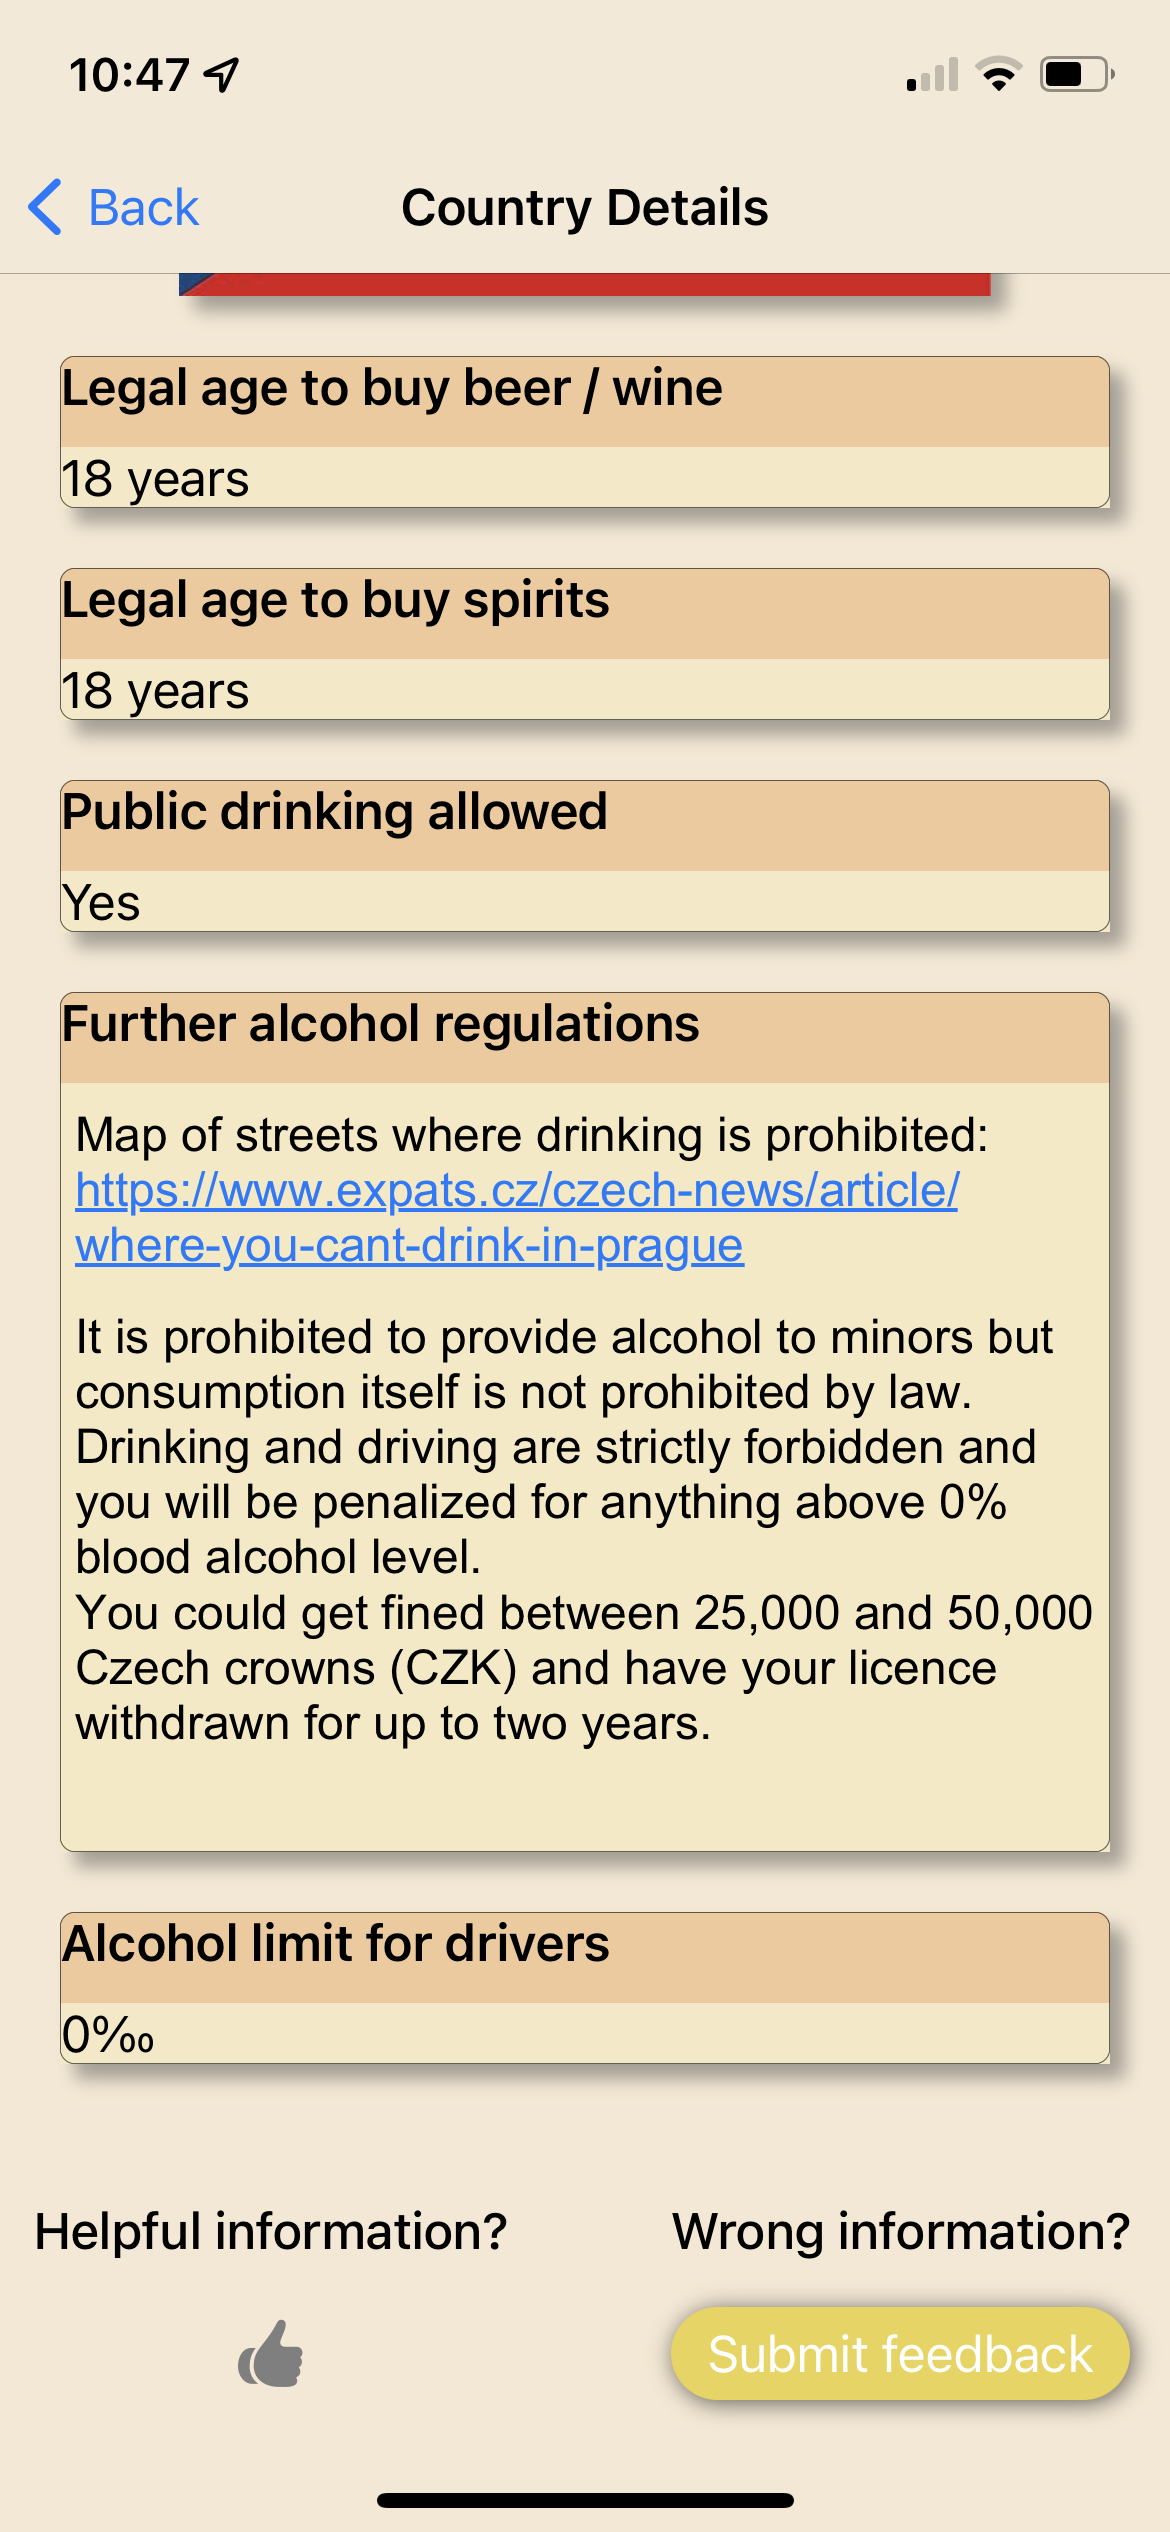 10:47
Back
Country Details
Legal age to buy beer / wine
18 years
Legal age to buy spirits
18 years
Public drinking allowed
Yes
Further alcohol regulations
Map of streets where drinking is prohibited:
https://www.expats.cz/czech-news/article/
where-you-cant-drink-in-prague
It is prohibited to provide alcohol to minors but
consumption itself is not prohibited by law.
Drinking and driving are strictly forbidden and
you will be penalized for anything above 0%
blood alcohol level.
You could get fined between 25,000 and 50,000
Czech crowns (CZK) and have your licence
withdrawn for up to two years.
Alcohol limit for drivers
0‰
Helpful information?
Wrong information?
Submit feedback